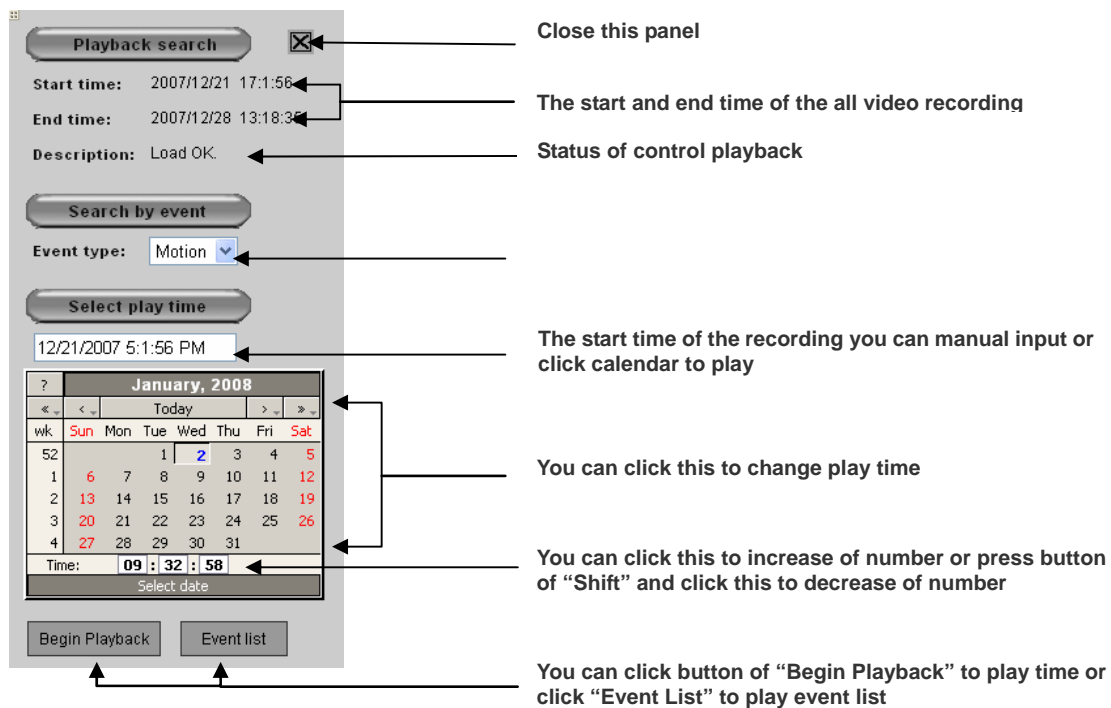 Playback search
Close this panel
Start time: 2007/12/21 17:1:56
The start and end time of the all video recording
End time: 2007/12/28 13:18:35
Description: Load OK.
Status of control playback
Search by event
Event type: Motion
Select play time
12/21/2007 5:1:56 PM
The start time of the recording you can manual input or
click calendar to play
? January, 2008
« < Today > »
wk Sun Mon Tue Wed Thu Fri Sat
52 1 2 3 4 5
1 6 7 8 9 10 11 12
2 13 14 15 16 17 18 19
3 20 21 22 23 24 25 26
4 27 28 29 30 31
You can click this to change play time
Time: 09 : 32 : 58
Select date
You can click this to increase of number or press button
of “Shift” and click this to decrease of number
Begin Playback Event list
You can click button of “Begin Playback” to play time or
click “Event List” to play event list